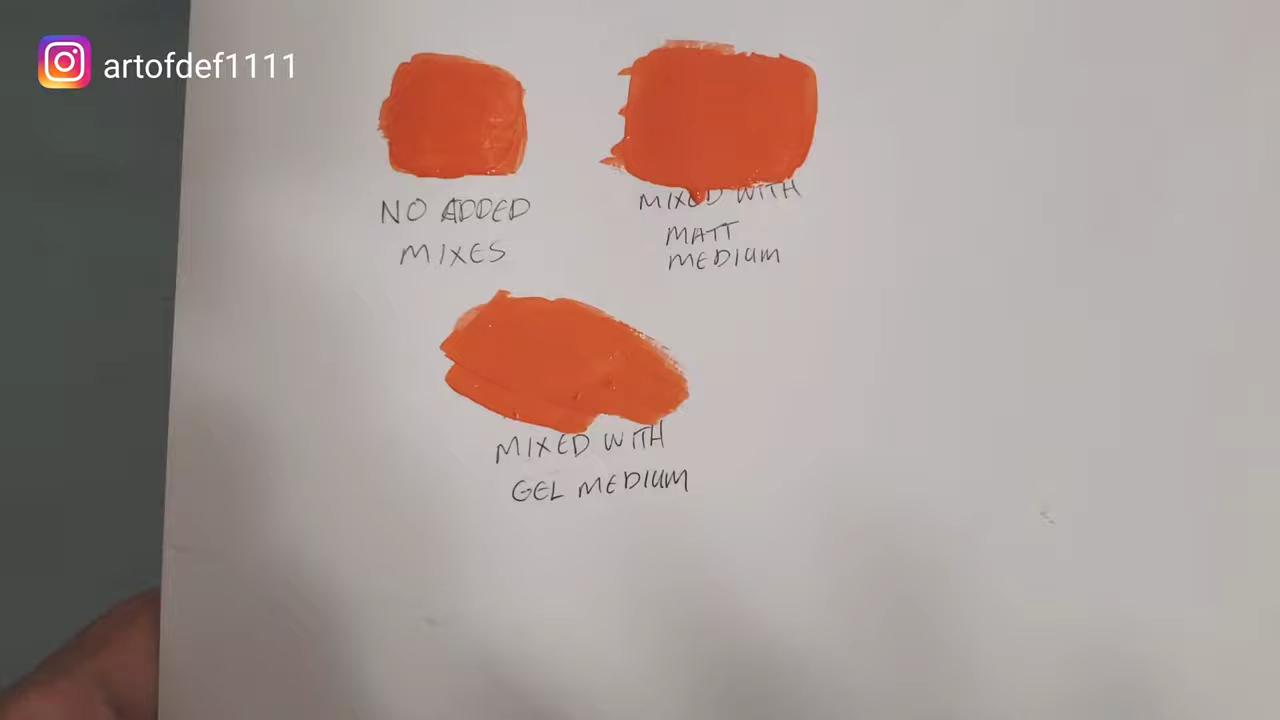 artofdef1111
NO ADDED
MIXES
MIXED WITH
MATT
MEDIUM
MIXED WITH
GEL MEDIUM